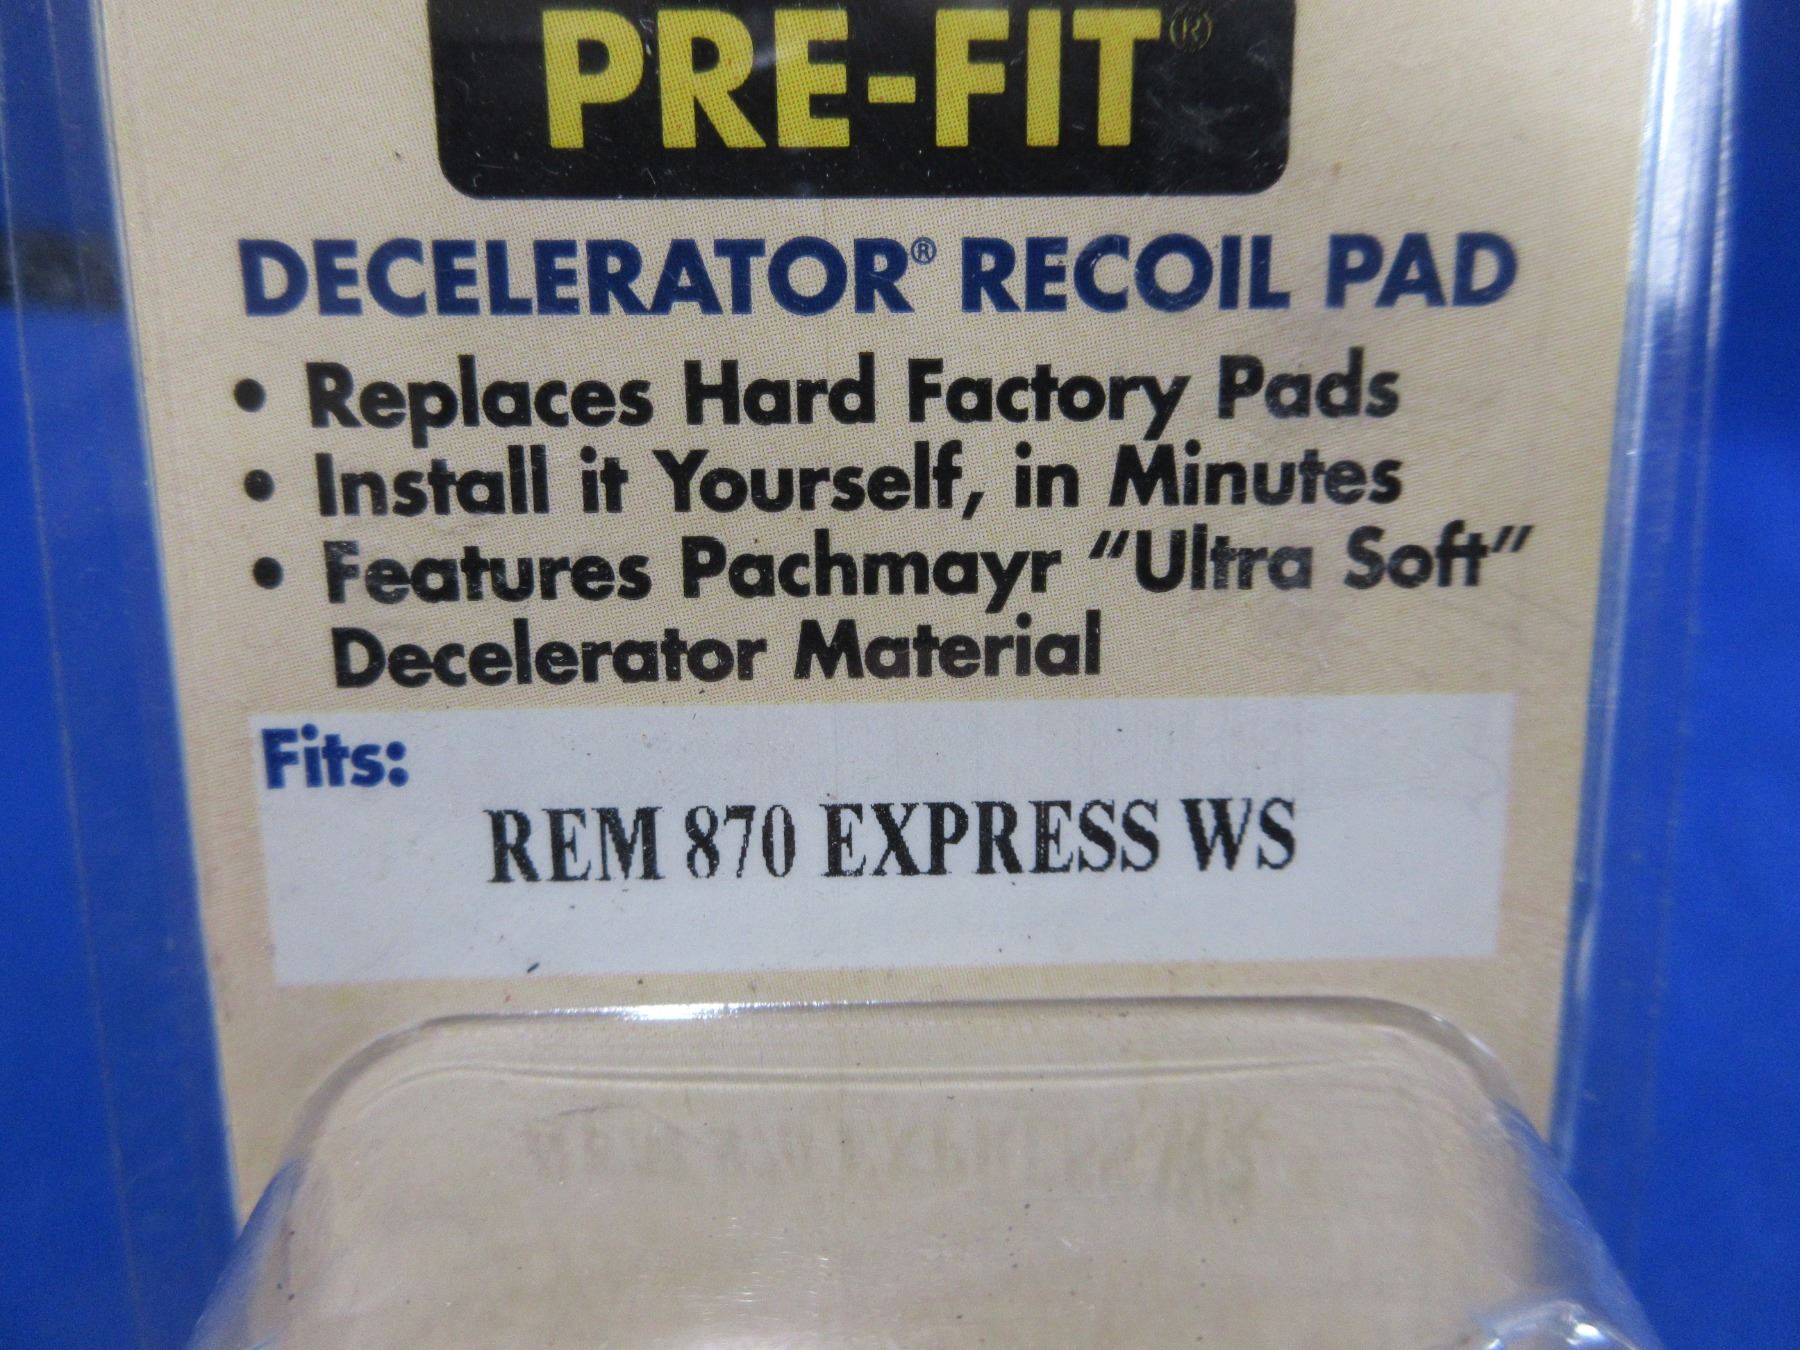 PRE-FIT®
DECELERATOR® RECOIL PAD
• Replaces Hard Factory Pads
• Install it Yourself, in Minutes
• Features Pachmayr “Ultra Soft”
Decelerator Material
Fits:
REM 870 EXPRESS WS